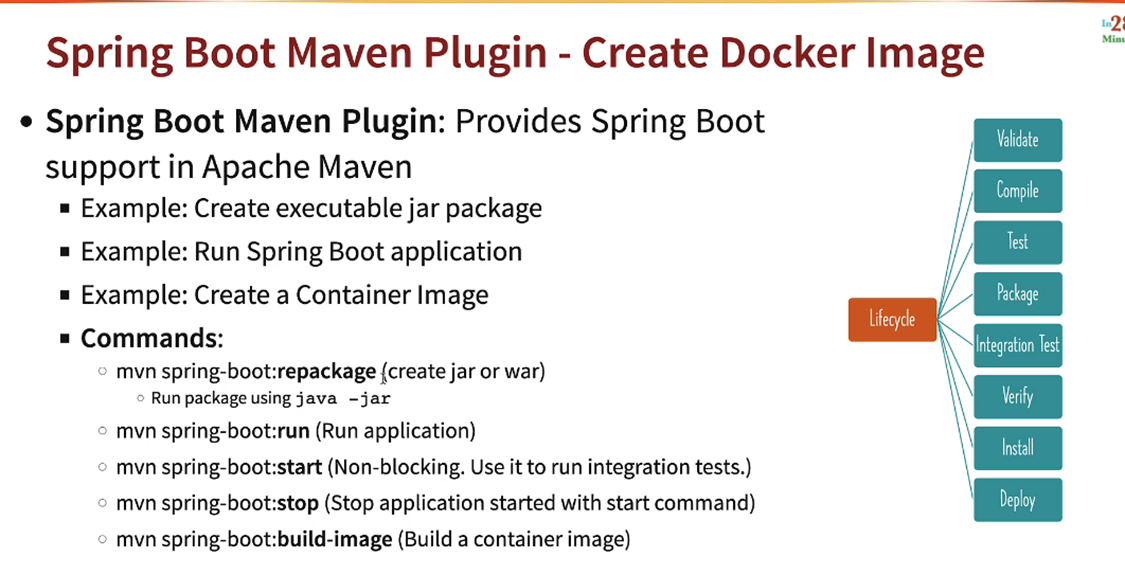 Spring Boot Maven Plugin - Create Docker Image
• Spring Boot Maven Plugin: Provides Spring Boot
support in Apache Maven
▪ Example: Create executable jar package
▪ Example: Run Spring Boot application
▪ Example: Create a Container Image
▪ Commands:
○ mvn spring-boot:repackage (create jar or war)
○ Run package using java -jar
○ mvn spring-boot:run (Run application)
○ mvn spring-boot:start (Non-blocking. Use it to run integration tests.)
○ mvn spring-boot:stop (Stop application started with start command)
○ mvn spring-boot:build-image (Build a container image)
Lifecycle
Validate
Compile
Test
Package
Integration Test
Verify
Install
Deploy
In28